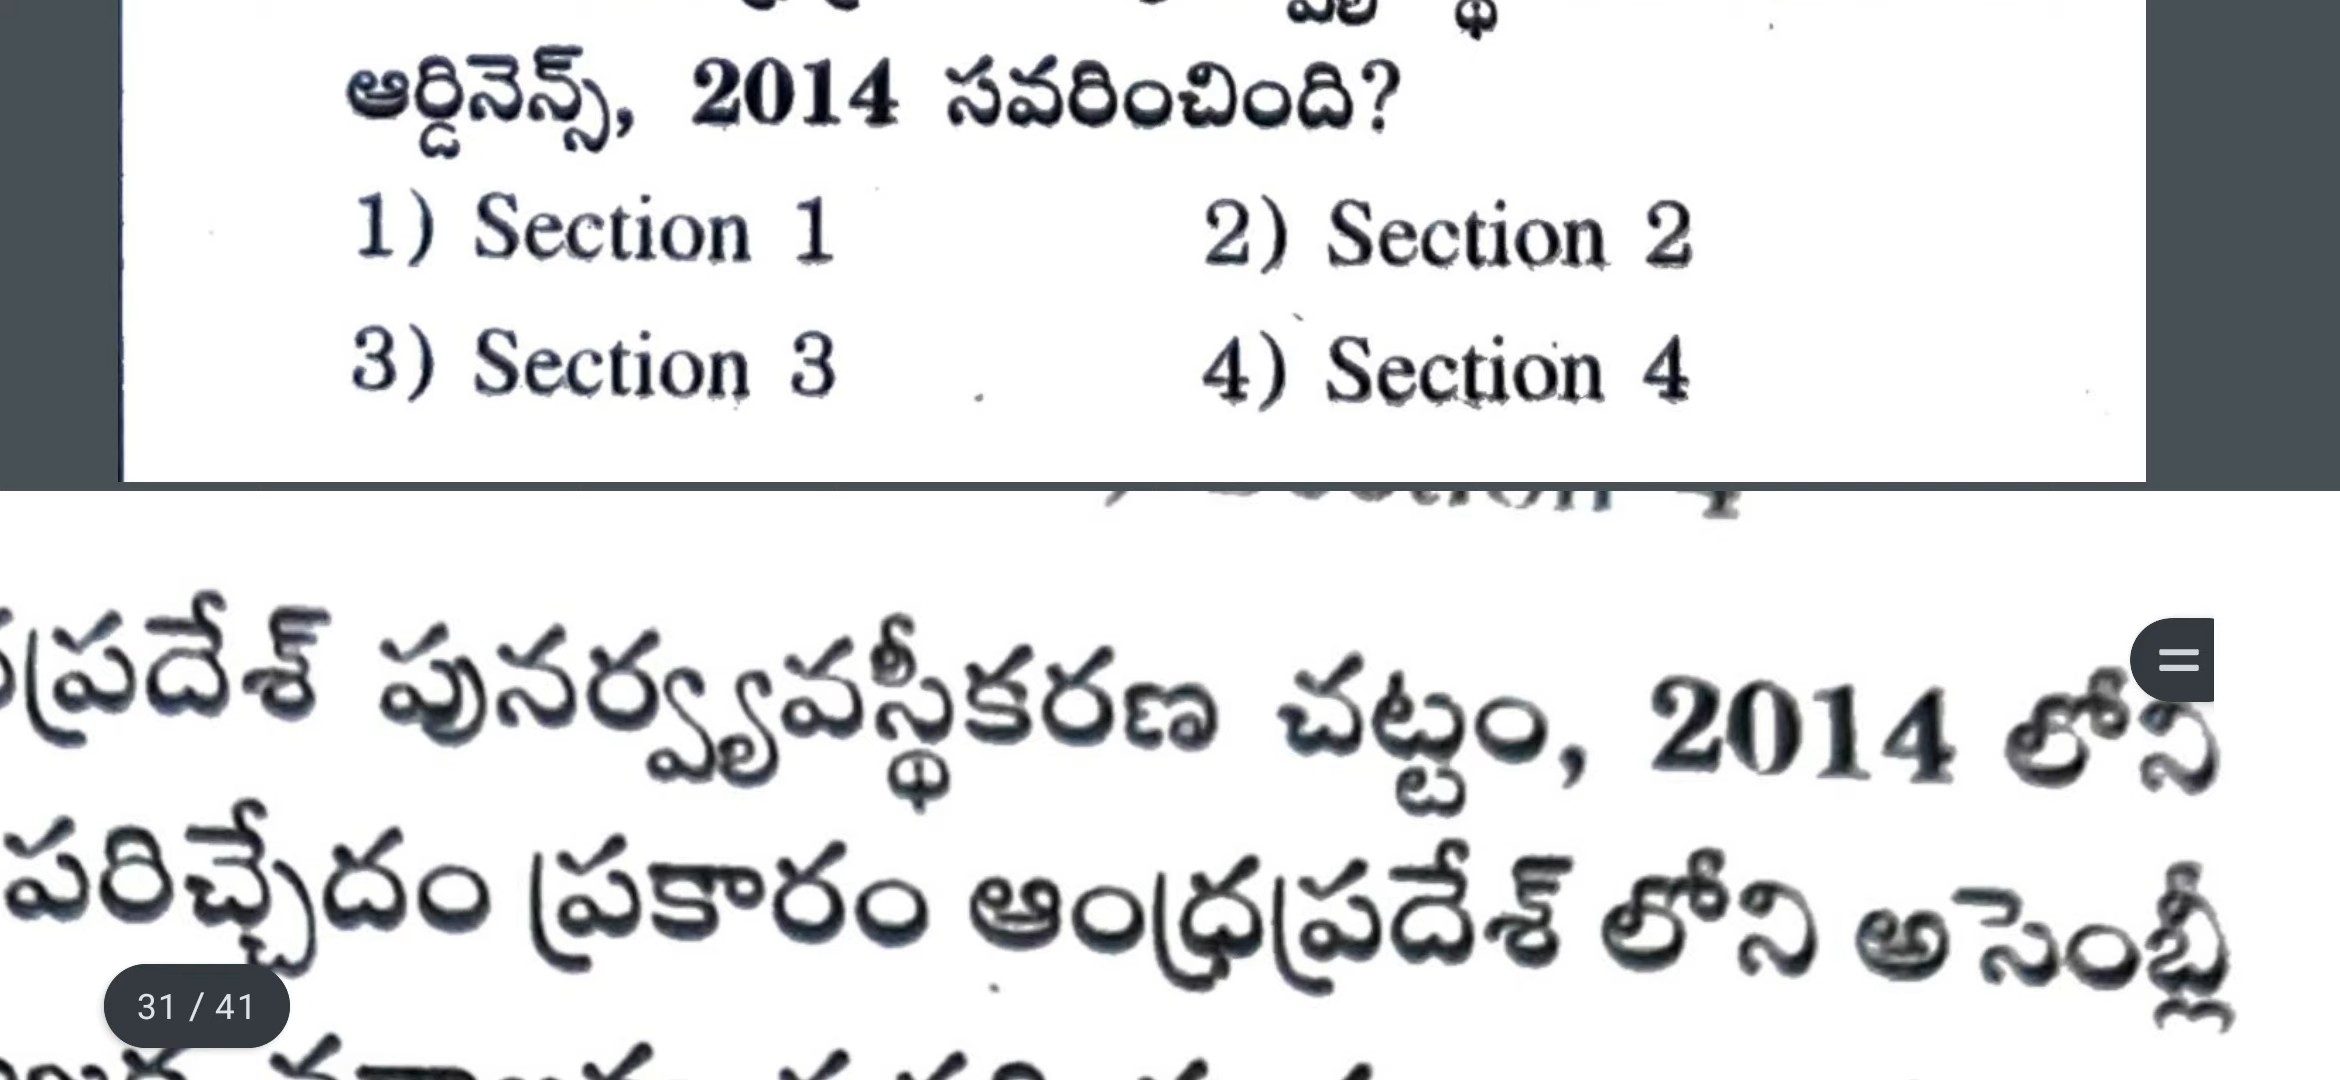 ఆర్డినెన్స్, 2014 సవరించింది?
1) Section 1 2) Section 2
3) Section 3 4) Section 4
ప్రదేశ్ పునర్వ్యవస్థీకరణ చట్టం, 2014 లోని
పరిచ్ఛేదం ప్రకారం ఆంధ్రప్రదేశ్ లోని అసెంబ్లీ
31 / 41